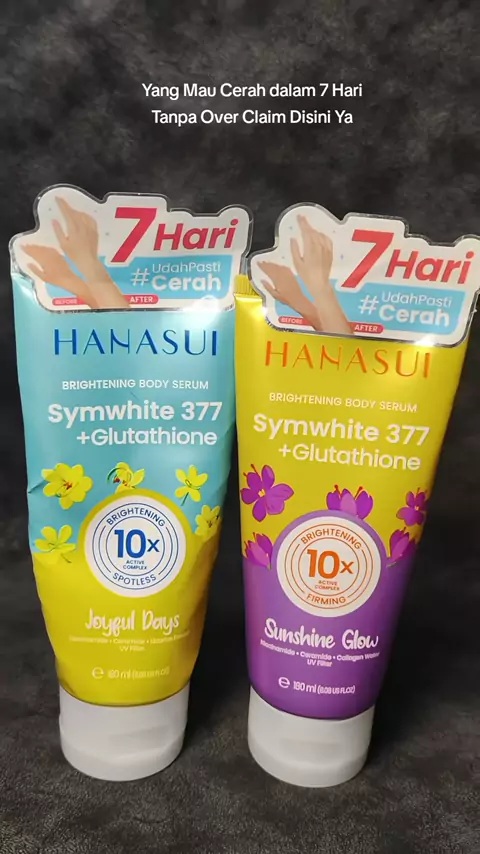 Yang Mau Cerah dalam 7 Hari
Tanpa Over Claim Disini Ya
7 Hari
#UdahPasti
Cerah
BEFORE
AFTER
HANASUI
BRIGHTENING BODY SERUM
Symwhite 377
+Glutathione
BRIGHTENING
10x
ACTIVE
COMPLEX
SPOTLESS
Joyful Days
UV Filter
e 190 ml
7 Hari
#UdahPasti
Cerah
BEFORE
AFTER
HANASUI
BRIGHTENING BODY SERUM
Symwhite 377
+Glutathione
BRIGHTENING
10x
ACTIVE
COMPLEX
FIRMING
Sunshine Glow
Niacinamide • Ceramide • Collagen Water
UV Filter
e 190 ml